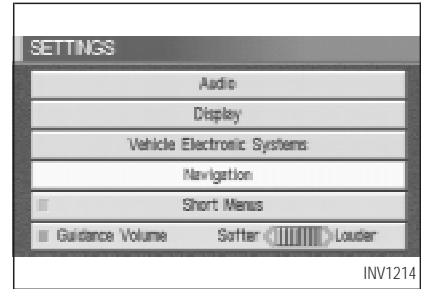 SETTINGS
Audio
Display
Vehicle Electronic Systems
Navigation
Short Menus
Guidance Volume Softer Louder
INV1214